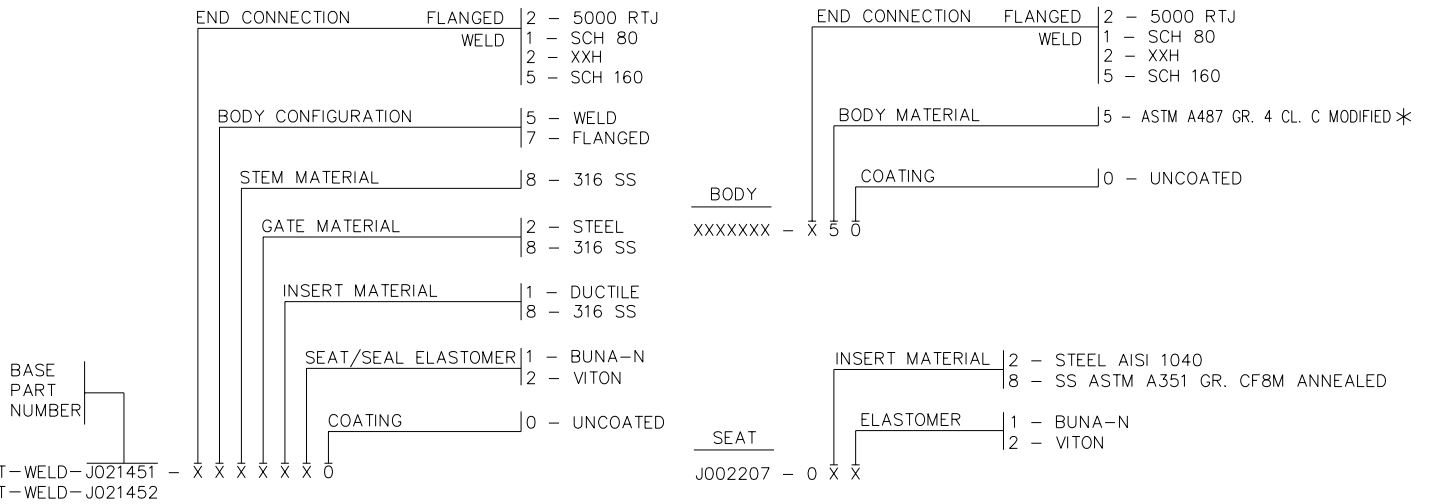 END CONNECTION FLANGED 2 - 5000 RTJ
WELD 1 - SCH 80
2 - XXH
5 - SCH 160
BODY CONFIGURATION 5 - WELD
7 - FLANGED
STEM MATERIAL 8 - 316 SS
GATE MATERIAL 2 - STEEL
8 - 316 SS
INSERT MATERIAL 1 - DUCTILE
8 - 316 SS
SEAT/SEAL ELASTOMER 1 - BUNA-N
2 - VITON
COATING 0 - UNCOATED
BASE
PART
NUMBER
T-WELD-J021451 - X X X X X X 0
T-WELD-J021452
END CONNECTION FLANGED 2 - 5000 RTJ
WELD 1 - SCH 80
2 - XXH
5 - SCH 160
BODY MATERIAL 5 - ASTM A487 GR. 4 CL. C MODIFIED *
COATING 0 - UNCOATED
BODY
XXXXXXX - X 5 0
INSERT MATERIAL 2 - STEEL AISI 1040
8 - SS ASTM A351 GR. CF8M ANNEALED
ELASTOMER 1 - BUNA-N
2 - VITON
SEAT
J002207 - 0 X X